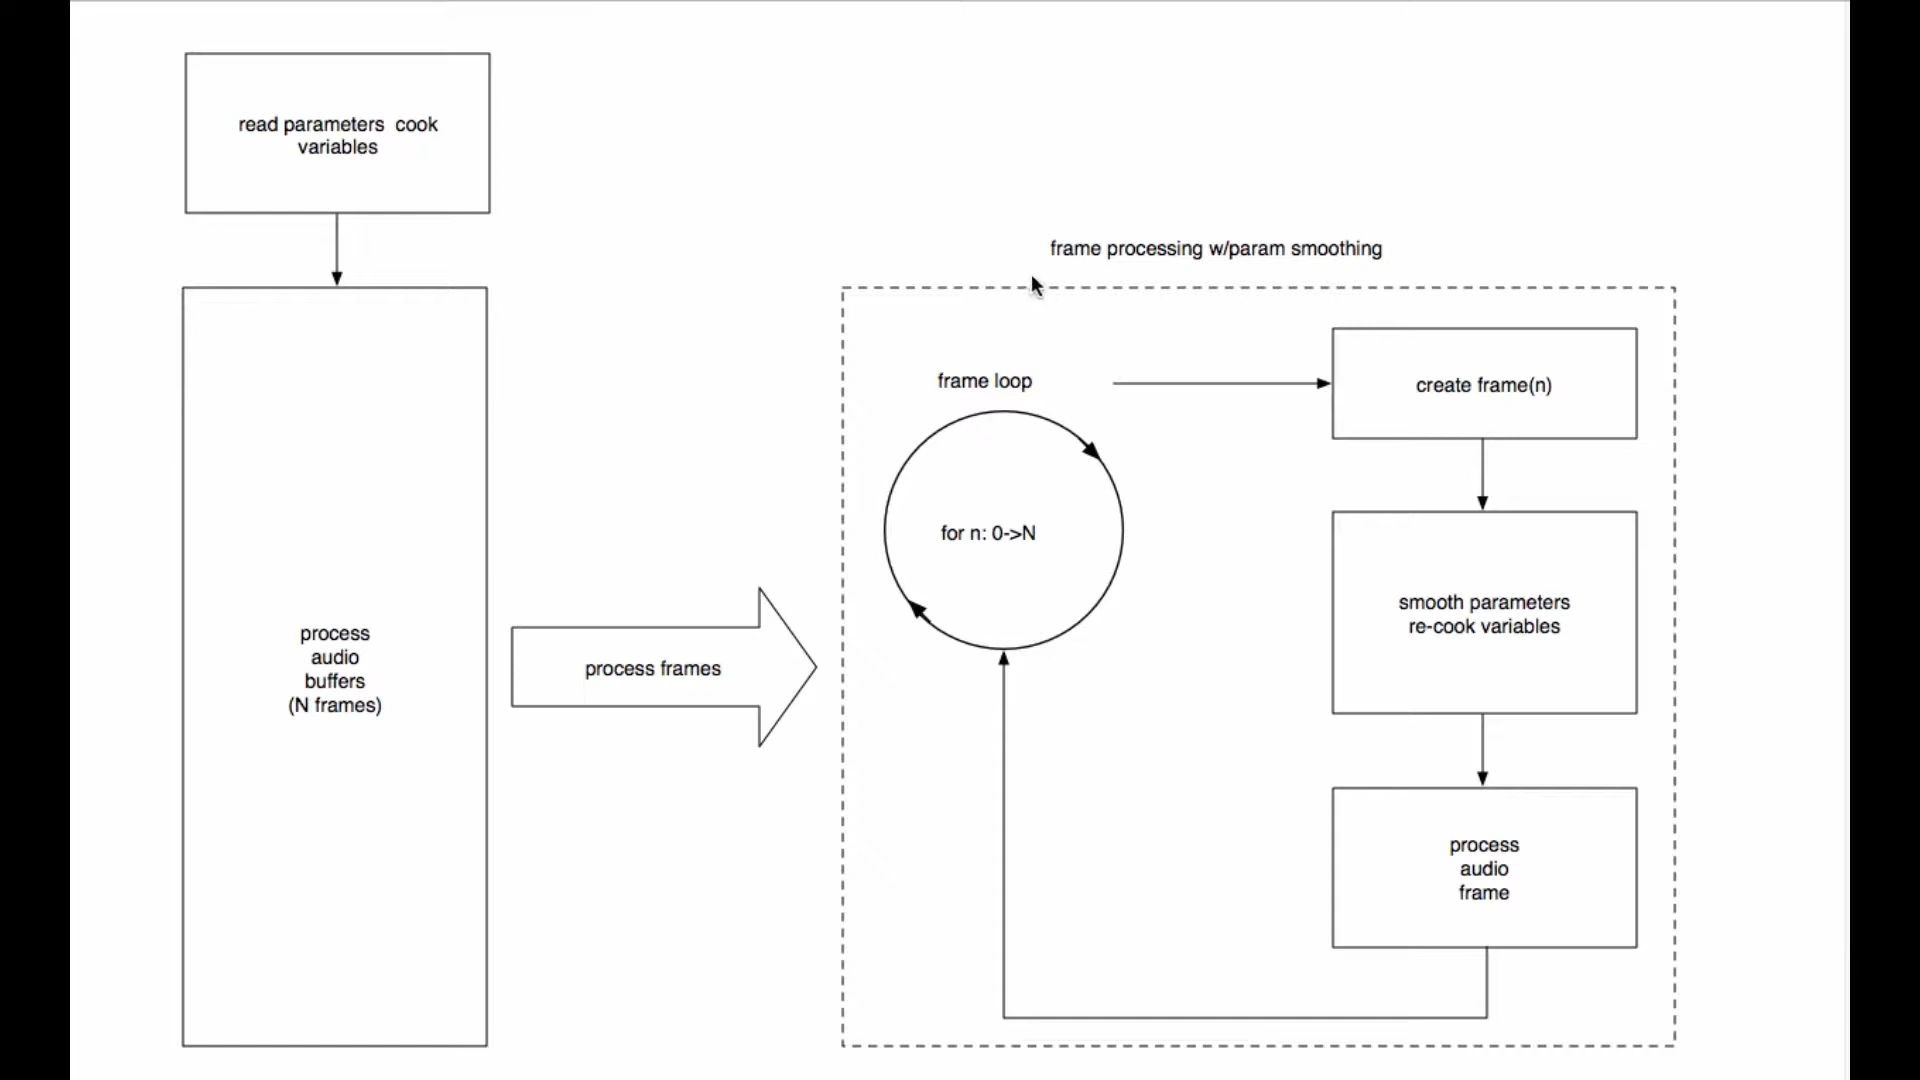 read parameters  cook
variables
process
audio
buffers
(N frames)
process frames
frame processing w/param smoothing
frame loop
for n: 0->N
create frame(n)
smooth parameters
re-cook variables
process
audio
frame